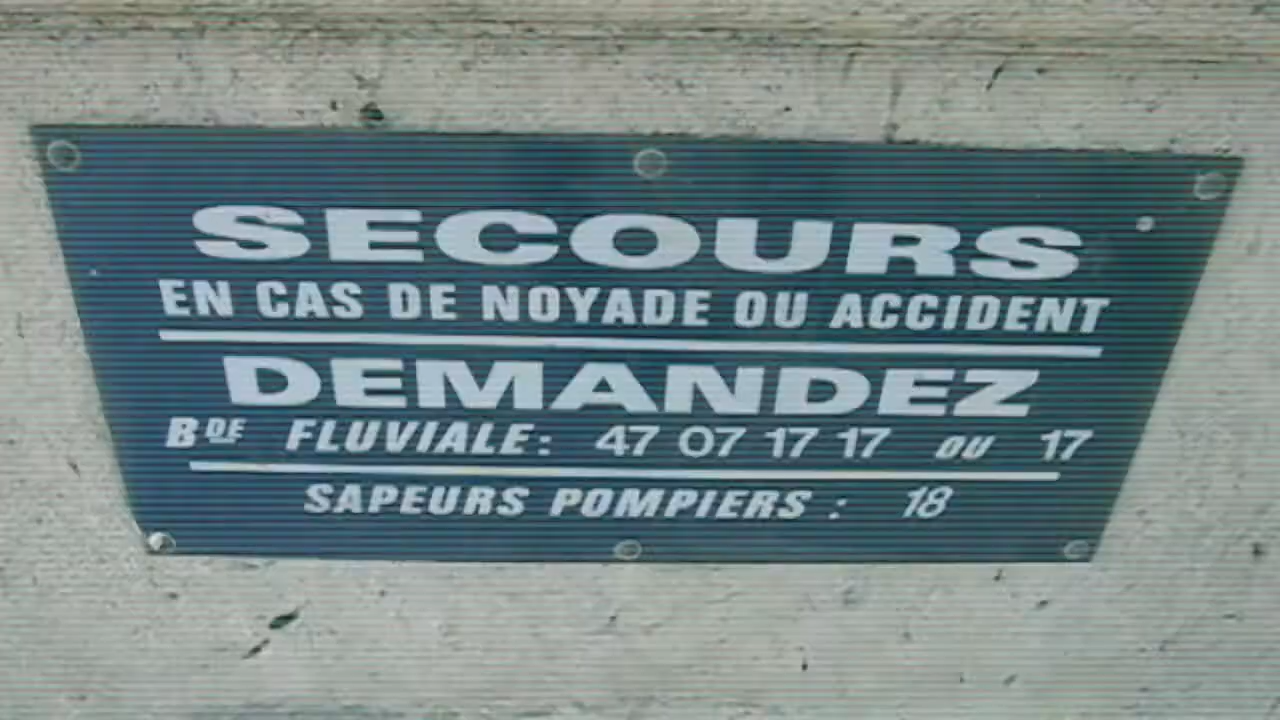 SECOURS
EN CAS DE NOYADE OU ACCIDENT
DEMANDEZ
BDE FLUVIALE: 47 07 17 17 OU 17
SAPEURS POMPIERS : 18